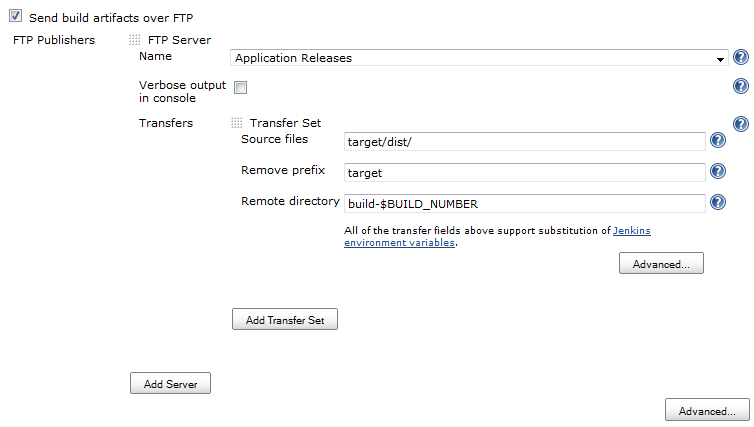 Send build artifacts over FTP
FTP Publishers
FTP Server
Name
Application Releases
Verbose output
in console
Transfers
Transfer Set
Source files
target/dist/
Remove prefix
target
Remote directory
build-$BUILD_NUMBER
All of the transfer fields above support substitution of Jenkins
environment variables.
Advanced...
Add Transfer Set
Add Server
Advanced...